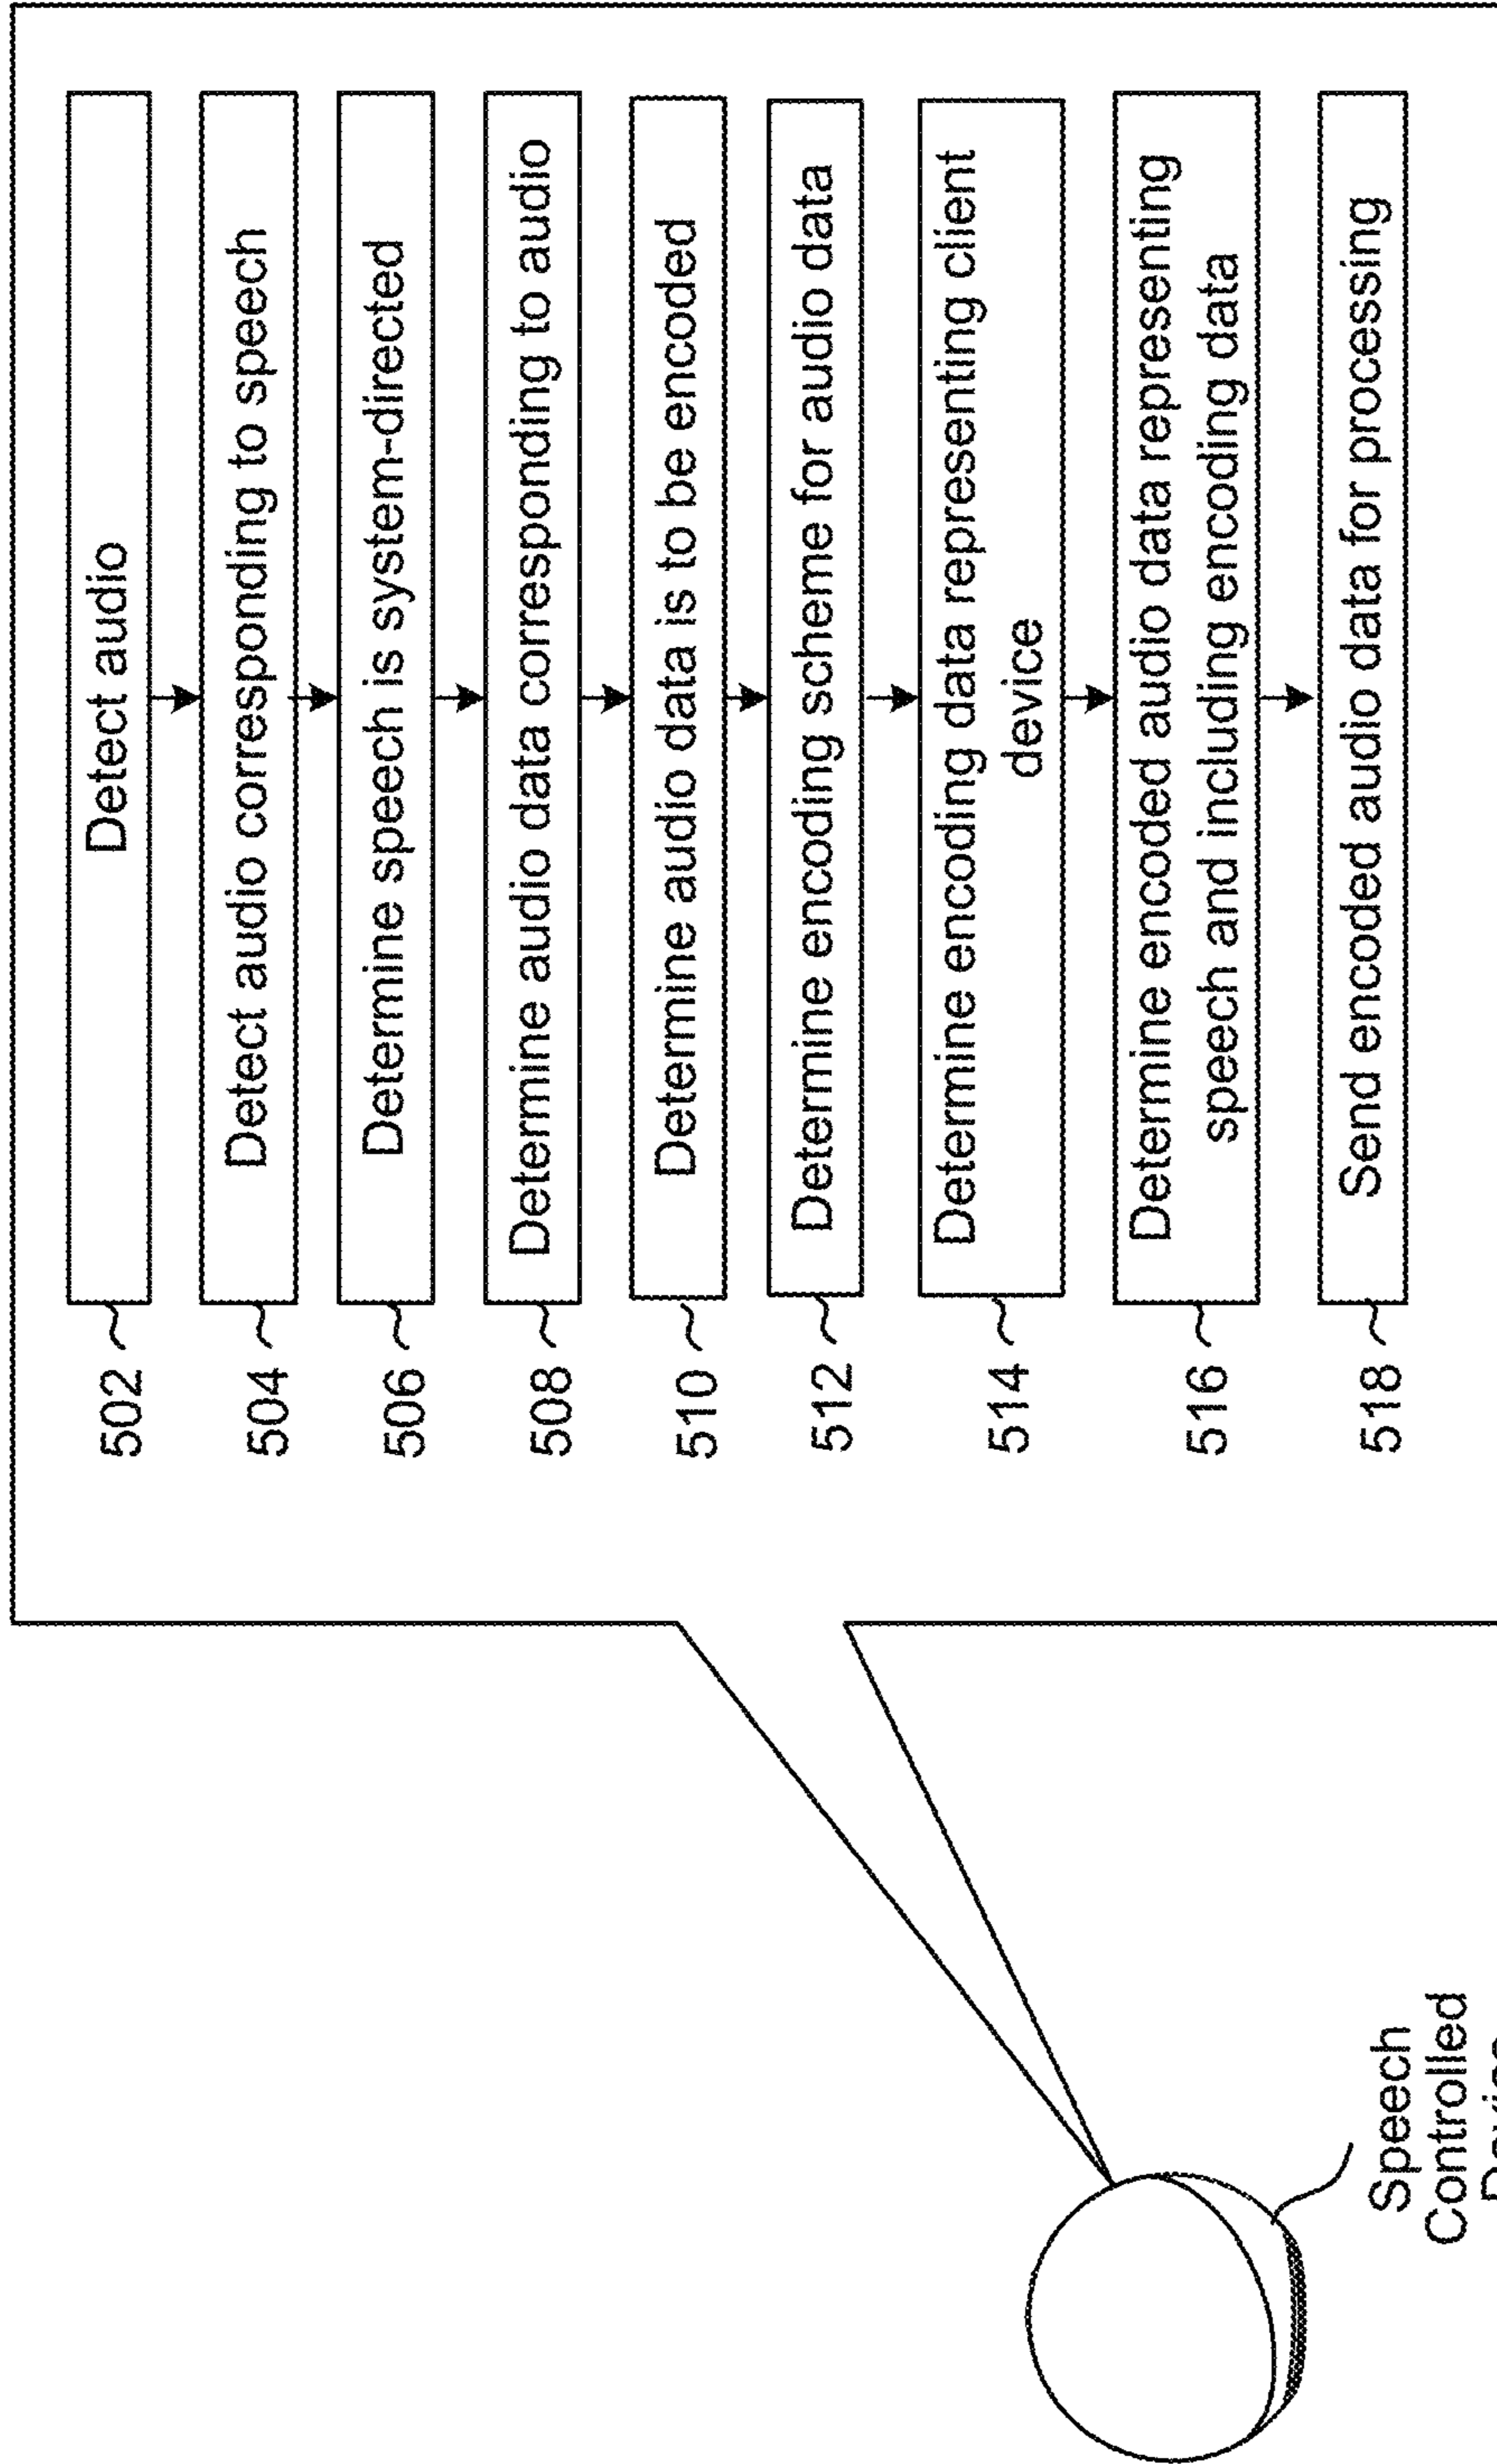 502
Detect audio
504
Detect audio corresponding to speech
506
Determine speech is system-directed
508
Determine audio data corresponding to audio
510
Determine audio data is to be encoded
512
Determine encoding scheme for audio data
514
Determine encoding data representing client
device
516
Determine encoded audio data representing
speech and including encoding data
518
Send encoded audio data for processing
Speech
Controlled